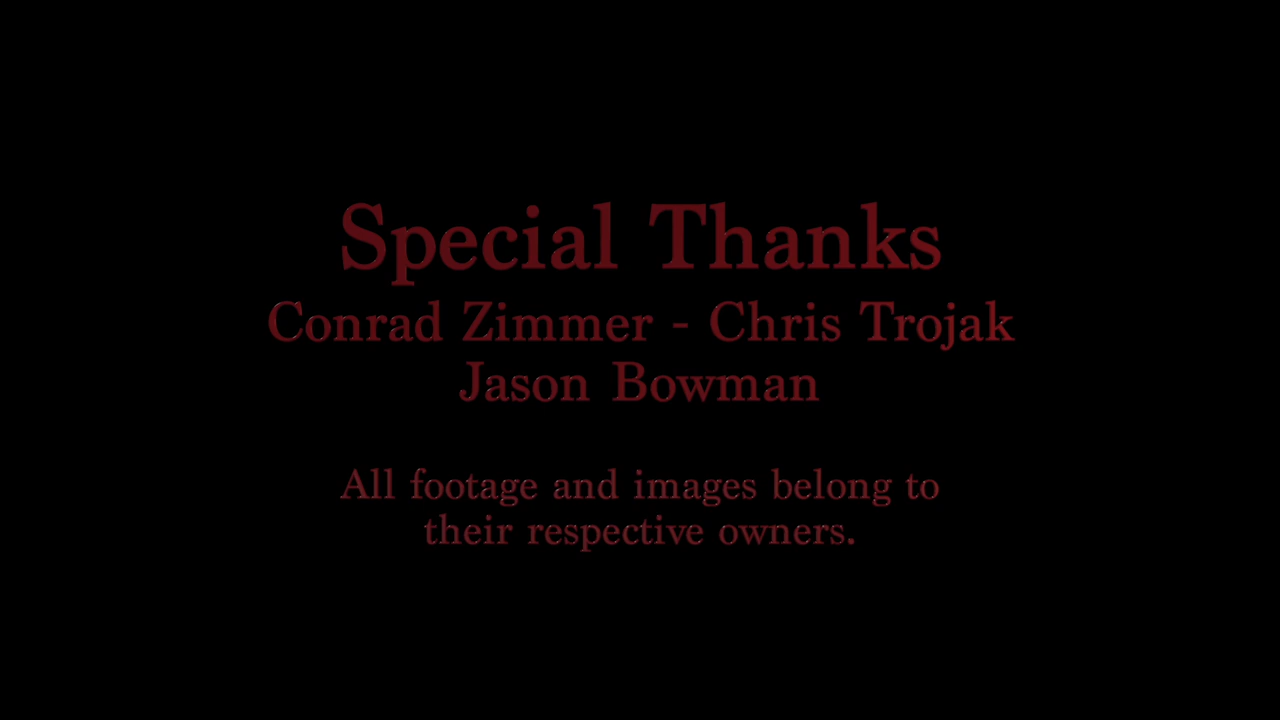 Special Thanks
Conrad Zimmer - Chris Trojak
Jason Bowman
All footage and images belong to
their respective owners.